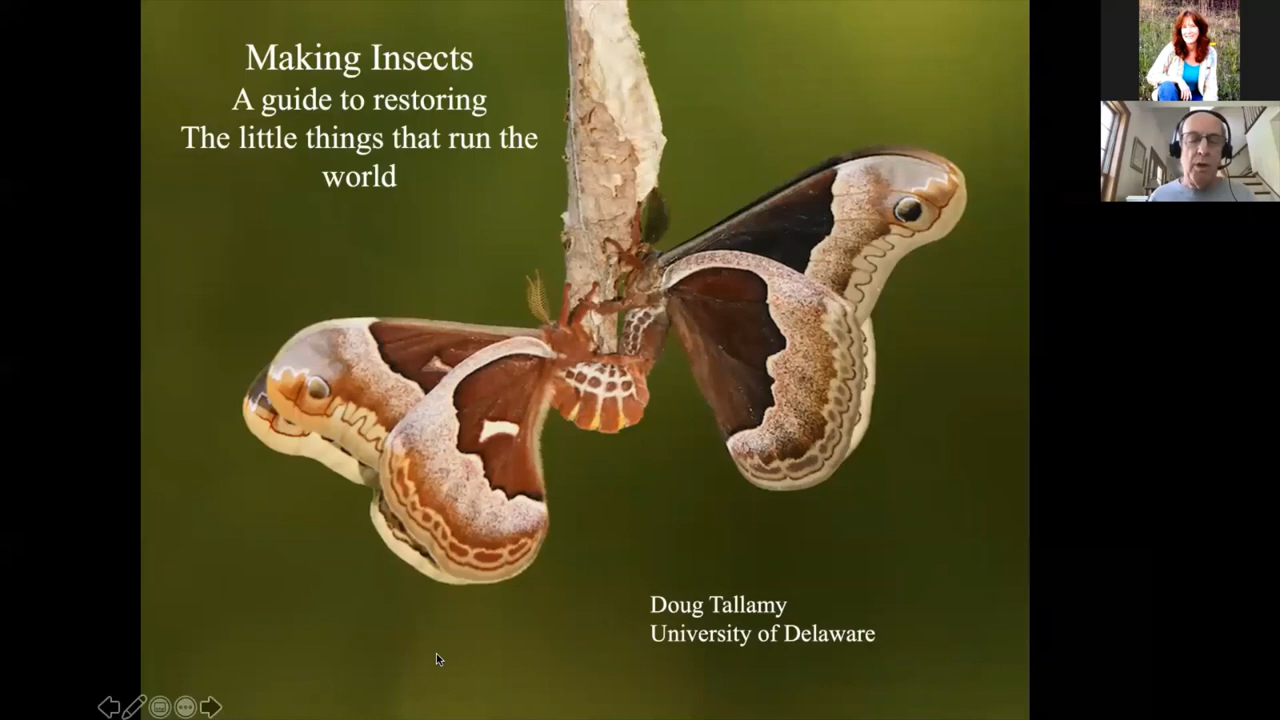 Making Insects
A guide to restoring
The little things that run the
world
Doug Tallamy
University of Delaware